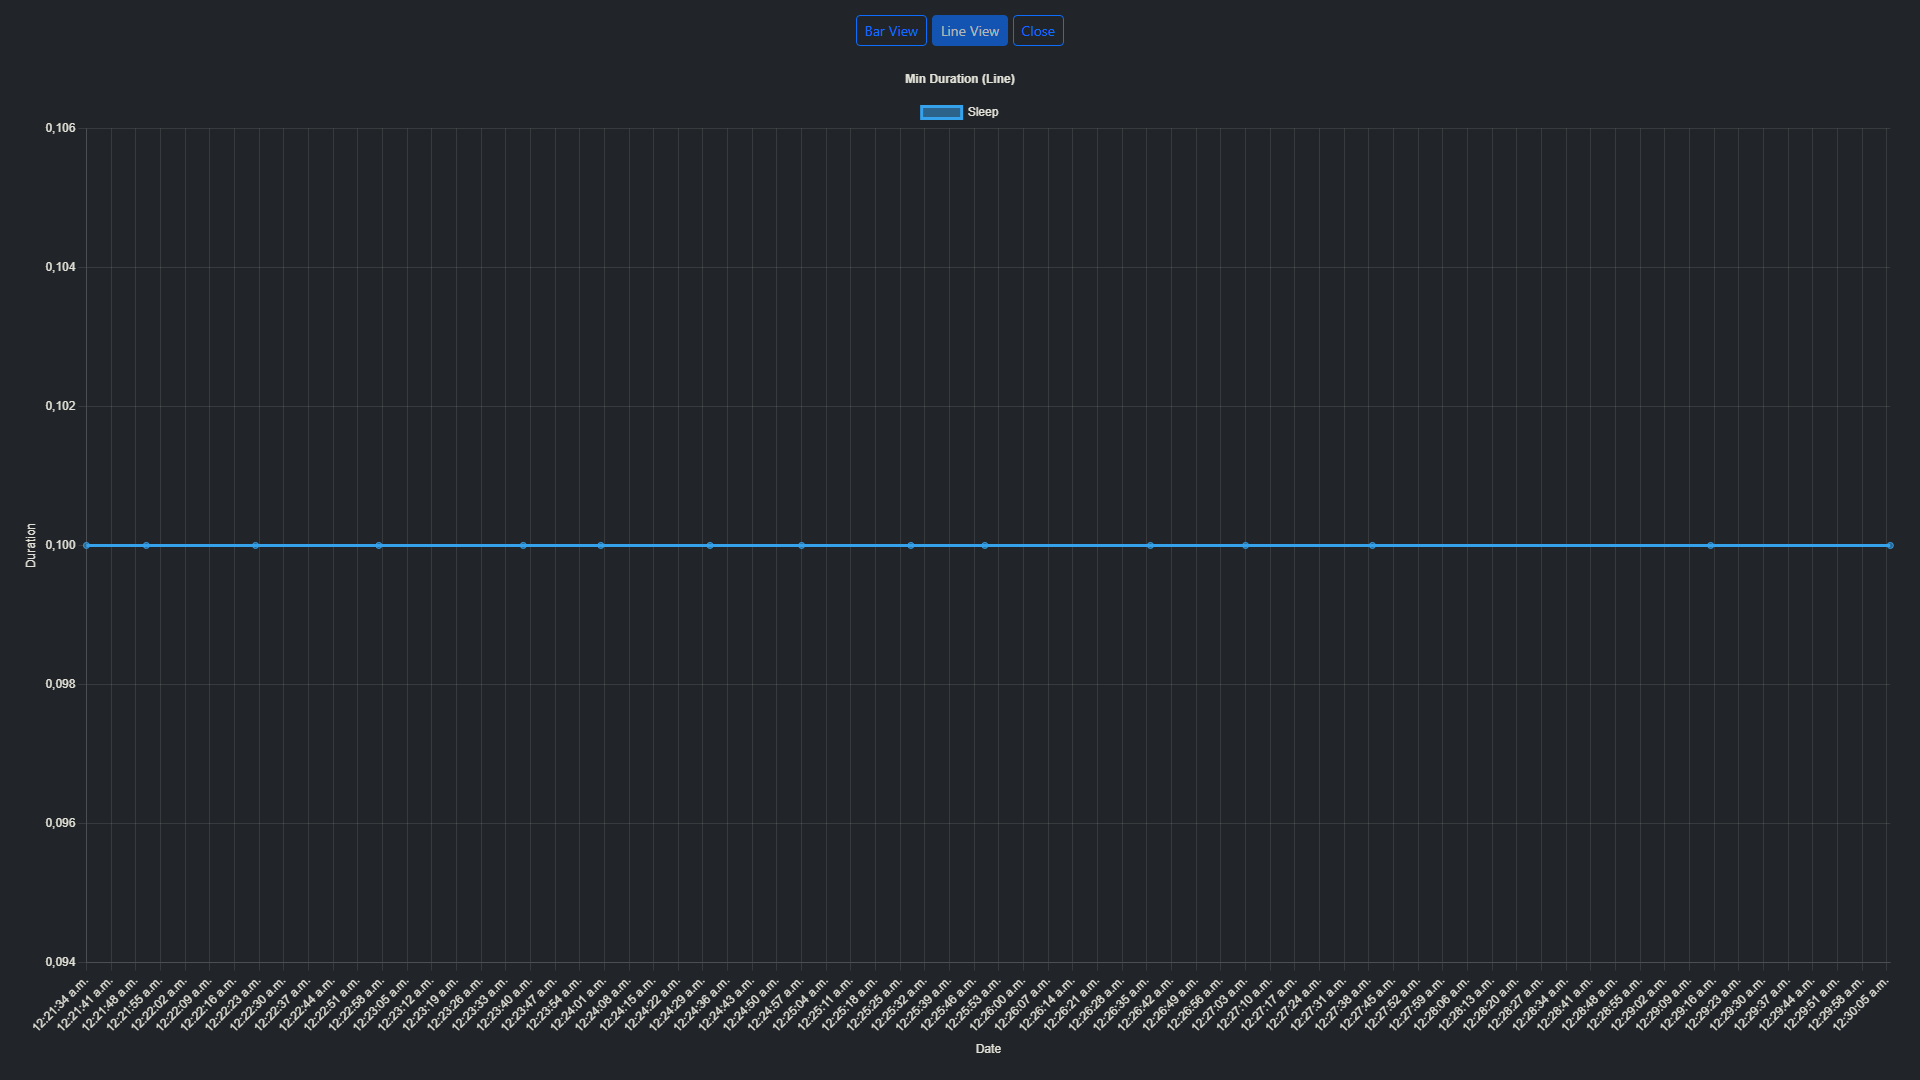 Bar View Line View Close
Min Duration (Line)
Sleep
0,106
0,104
0,102
0,100
0,098
0,096
0,094
Duration
12:21:34 a.m. 12:21:41 a.m. 12:21:48 a.m. 12:21:55 a.m. 12:22:02 a.m. 12:22:09 a.m. 12:22:16 a.m. 12:22:23 a.m. 12:22:30 a.m. 12:22:37 a.m. 12:22:44 a.m. 12:22:51 a.m. 12:22:58 a.m. 12:23:05 a.m. 12:23:12 a.m. 12:23:19 a.m. 12:23:26 a.m. 12:23:33 a.m. 12:23:40 a.m. 12:23:47 a.m. 12:23:54 a.m. 12:24:01 a.m. 12:24:08 a.m. 12:24:15 a.m. 12:24:22 a.m. 12:24:29 a.m. 12:24:36 a.m. 12:24:43 a.m. 12:24:50 a.m. 12:24:57 a.m. 12:25:04 a.m. 12:25:11 a.m. 12:25:18 a.m. 12:25:25 a.m. 12:25:32 a.m. 12:25:39 a.m. 12:25:46 a.m. 12:25:53 a.m. 12:26:00 a.m. 12:26:07 a.m. 12:26:14 a.m. 12:26:21 a.m. 12:26:28 a.m. 12:26:35 a.m. 12:26:42 a.m. 12:26:49 a.m. 12:26:56 a.m. 12:27:03 a.m. 12:27:10 a.m. 12:27:17 a.m. 12:27:24 a.m. 12:27:31 a.m. 12:27:38 a.m. 12:27:45 a.m. 12:27:52 a.m. 12:27:59 a.m. 12:28:06 a.m. 12:28:13 a.m. 12:28:20 a.m. 12:28:27 a.m. 12:28:34 a.m. 12:28:41 a.m. 12:28:48 a.m. 12:28:55 a.m. 12:29:02 a.m. 12:29:09 a.m. 12:29:16 a.m. 12:29:23 a.m. 12:29:30 a.m. 12:29:37 a.m. 12:29:44 a.m. 12:29:51 a.m. 12:29:58 a.m. 12:30:05 a.m.
Date